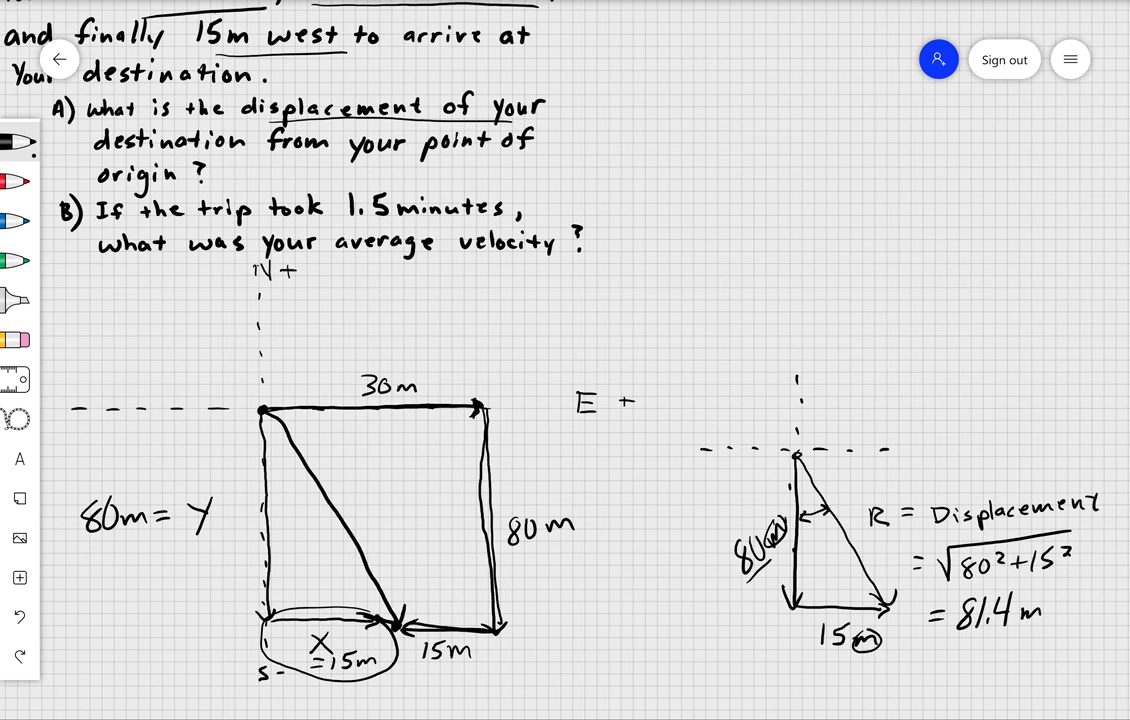 and finally 15m west to arrive at
your destination.
A) What is the displacement of your
destination from your point of
origin?
B) If the trip took 1.5 minutes,
what was your average velocity?
Sign out
N +
30m
E +
80m = Y
80m
X
=15m
15m
S -
80m
15m
R = Displacement
= √80²+15²
= 81.4 m
A